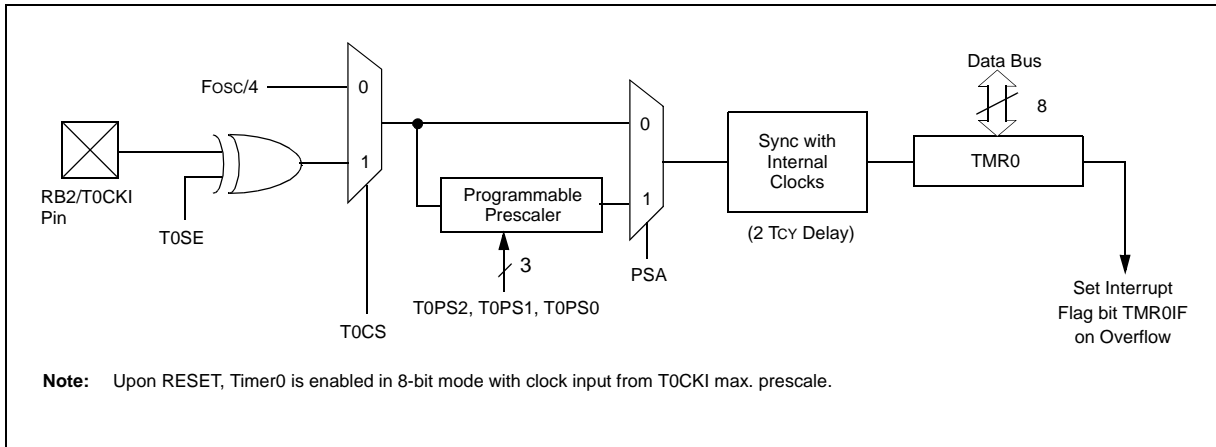 Data Bus
8
FOSC/4
0
1
RB2/T0CKI
Pin
T0SE
T0CS
Programmable
Prescaler
3
T0PS2, T0PS1, T0PS0
0
1
PSA
Sync with
Internal
Clocks
(2 TCY Delay)
TMR0
Set Interrupt
Flag bit TMR0IF
on Overflow
Note: Upon RESET, Timer0 is enabled in 8-bit mode with clock input from T0CKI max. prescale.